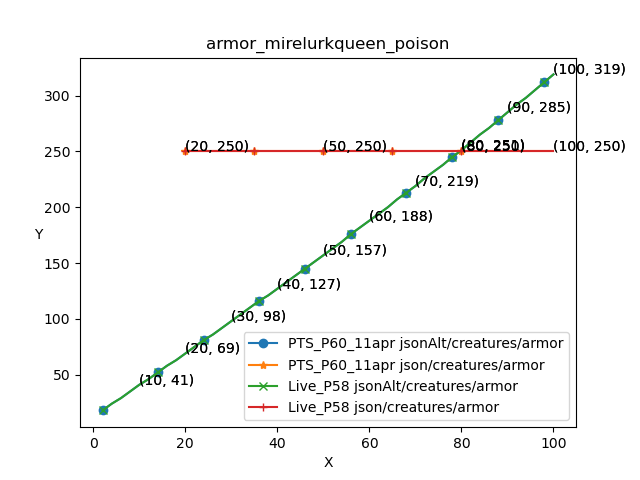 armor_mirelurkqueen_poison
(100, 319)
300
(90, 285)
250
(20, 250)
(50, 250)
(80, 251)
(100, 250)
(70, 219)
200
(60, 188)
Y
(50, 157)
150
(40, 127)
(30, 98)
100
(20, 69)
(10, 41)
50
PTS_P60_11apr jsonAlt/creatures/armor
PTS_P60_11apr json/creatures/armor
Live_P58 jsonAlt/creatures/armor
Live_P58 json/creatures/armor
0 20 40 60 80 100
X